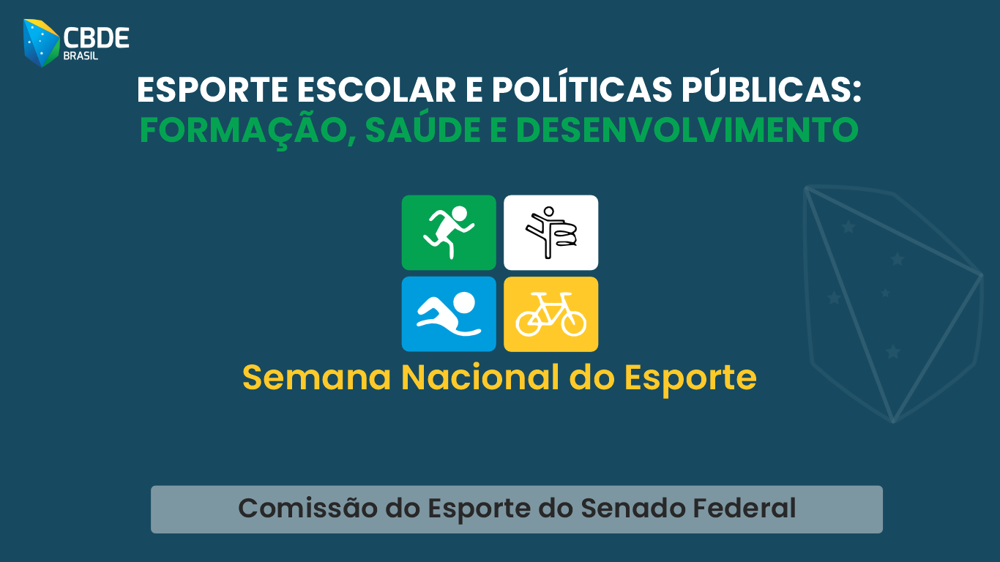 CBDE
BRASIL
ESPORTE ESCOLAR E POLÍTICAS PÚBLICAS:
FORMAÇÃO, SAÚDE E DESENVOLVIMENTO
Semana Nacional do Esporte
Comissão do Esporte do Senado Federal